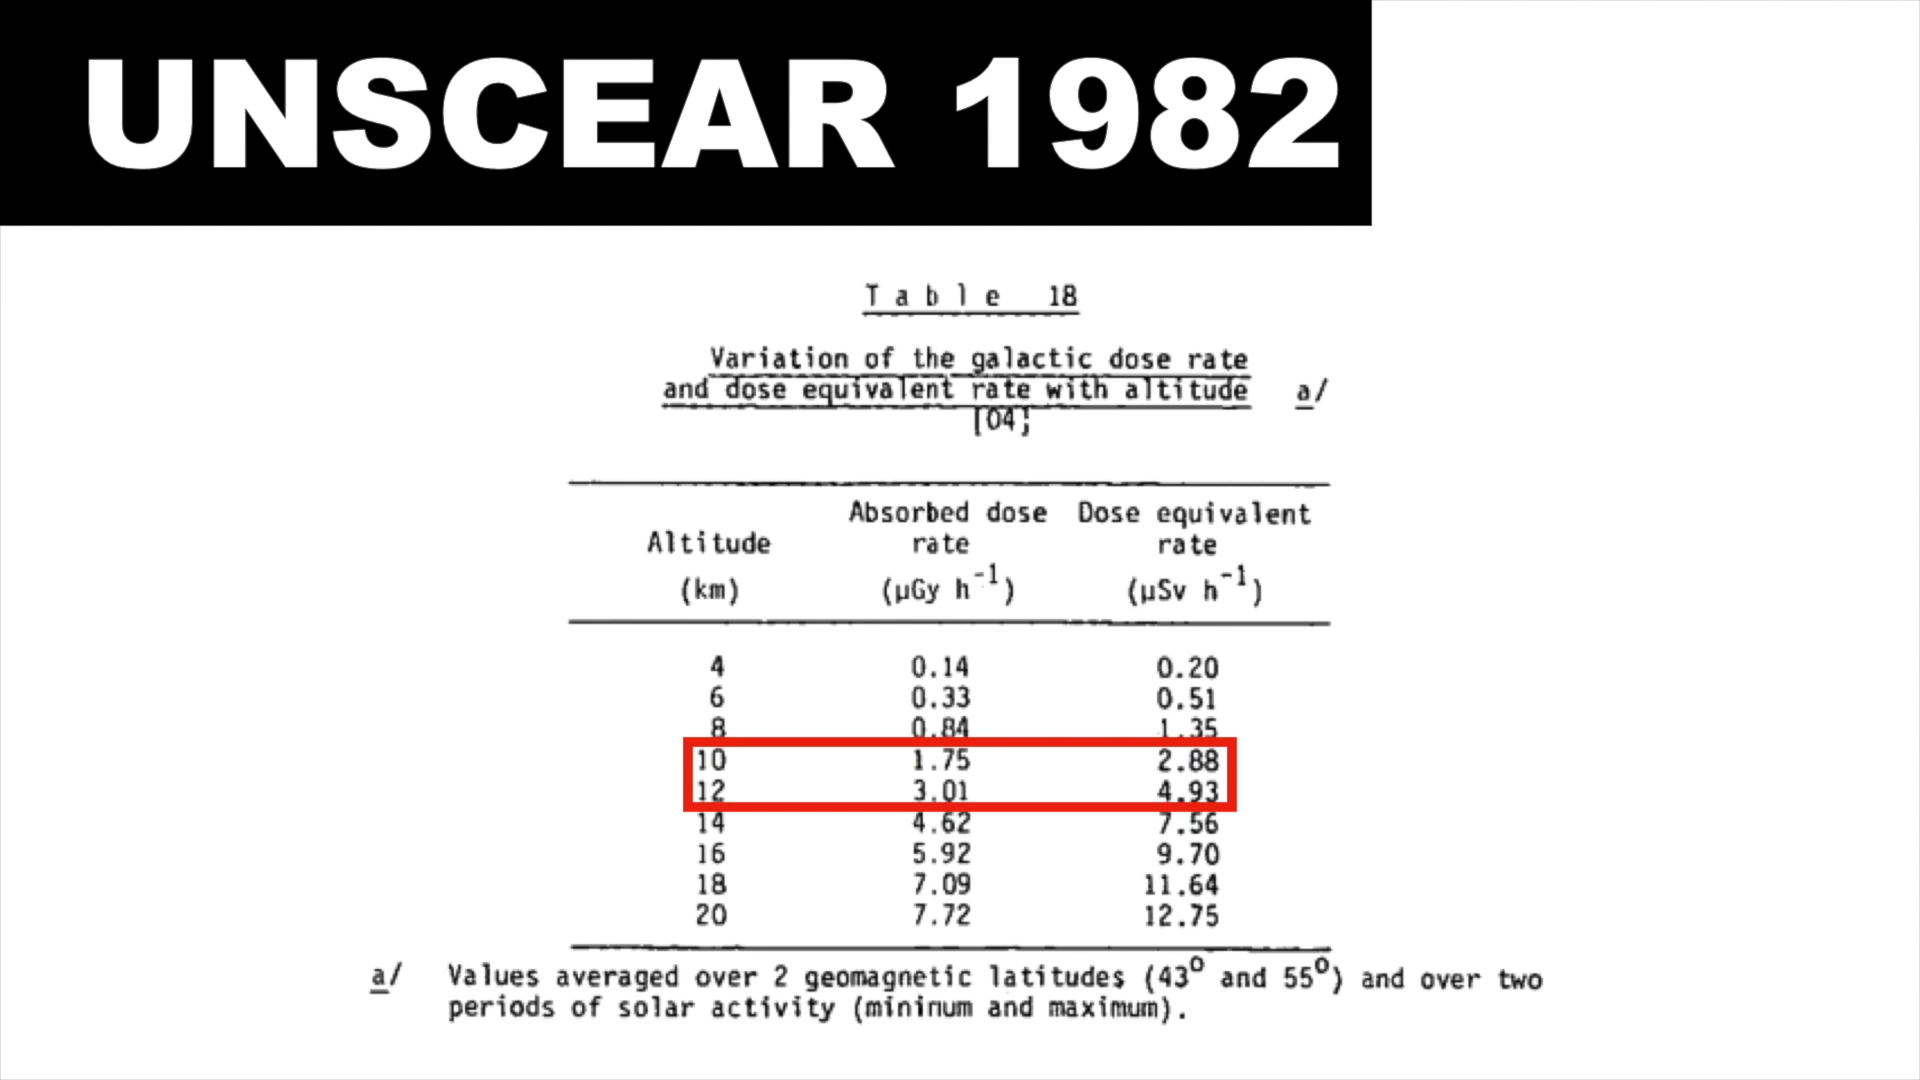 UNSCEAR 1982
Table 18
Variation of the galactic dose rate
and dose equivalent rate with altitude a/
[04]
Absorbed dose Dose equivalent
Altitude rate rate
(km) (µGy h⁻¹) (µSv h⁻¹)
4 0.14 0.20
6 0.33 0.51
8 0.84 1.35
10 1.75 2.88
12 3.01 4.93
14 4.62 7.56
16 5.92 9.70
18 7.09 11.64
20 7.72 12.75
a/ Values averaged over 2 geomagnetic latitudes (43⁰ and 55⁰) and over two
periods of solar activity (minimum and maximum).